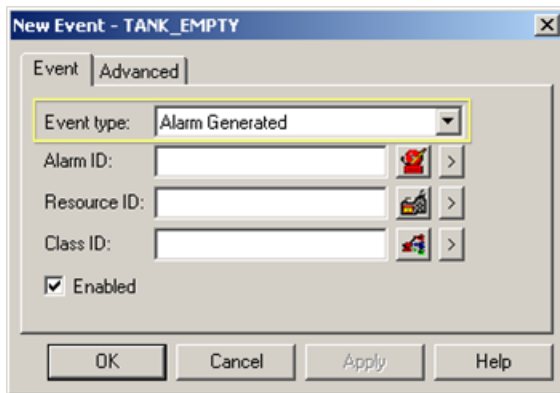 New Event - TANK_EMPTY
Event Advanced
Event type: Alarm Generated
Alarm ID: >
Resource ID: >
Class ID: >
Enabled
OK Cancel Apply Help